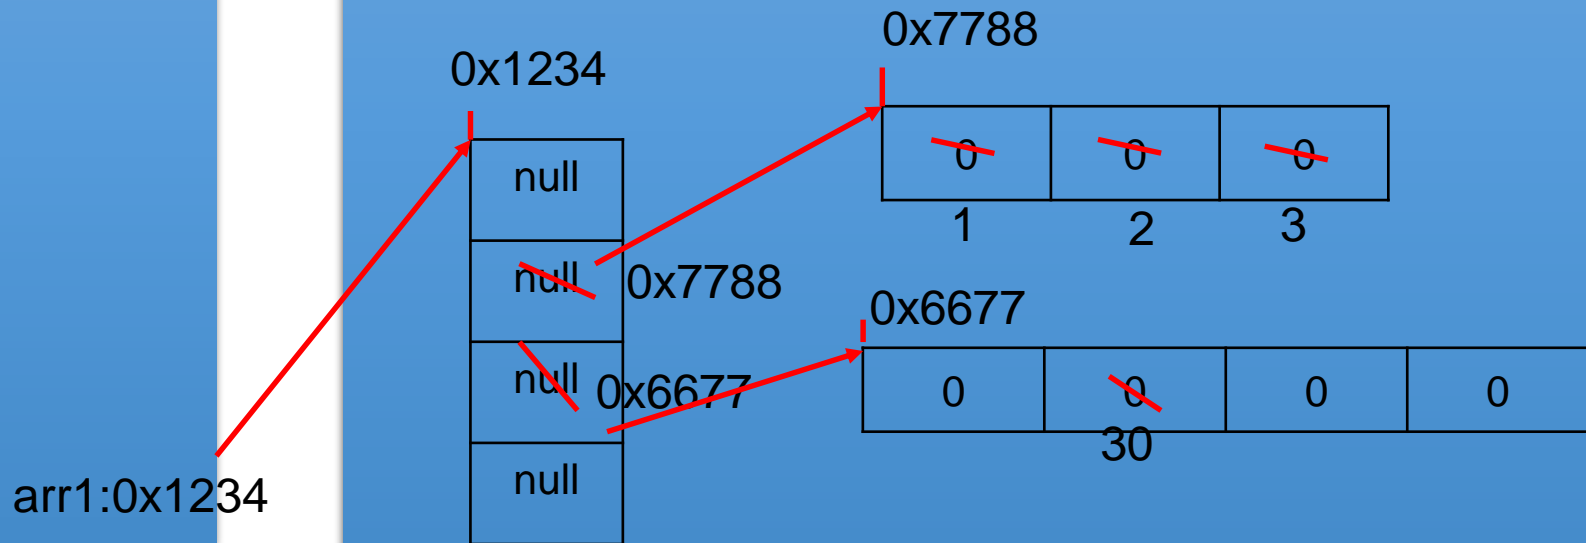 0x7788
0x1234
0 0 0
null
1 2 3
null 0x7788
0x6677
null 0x6677
0 0 0 0
30
null
arr1:0x1234